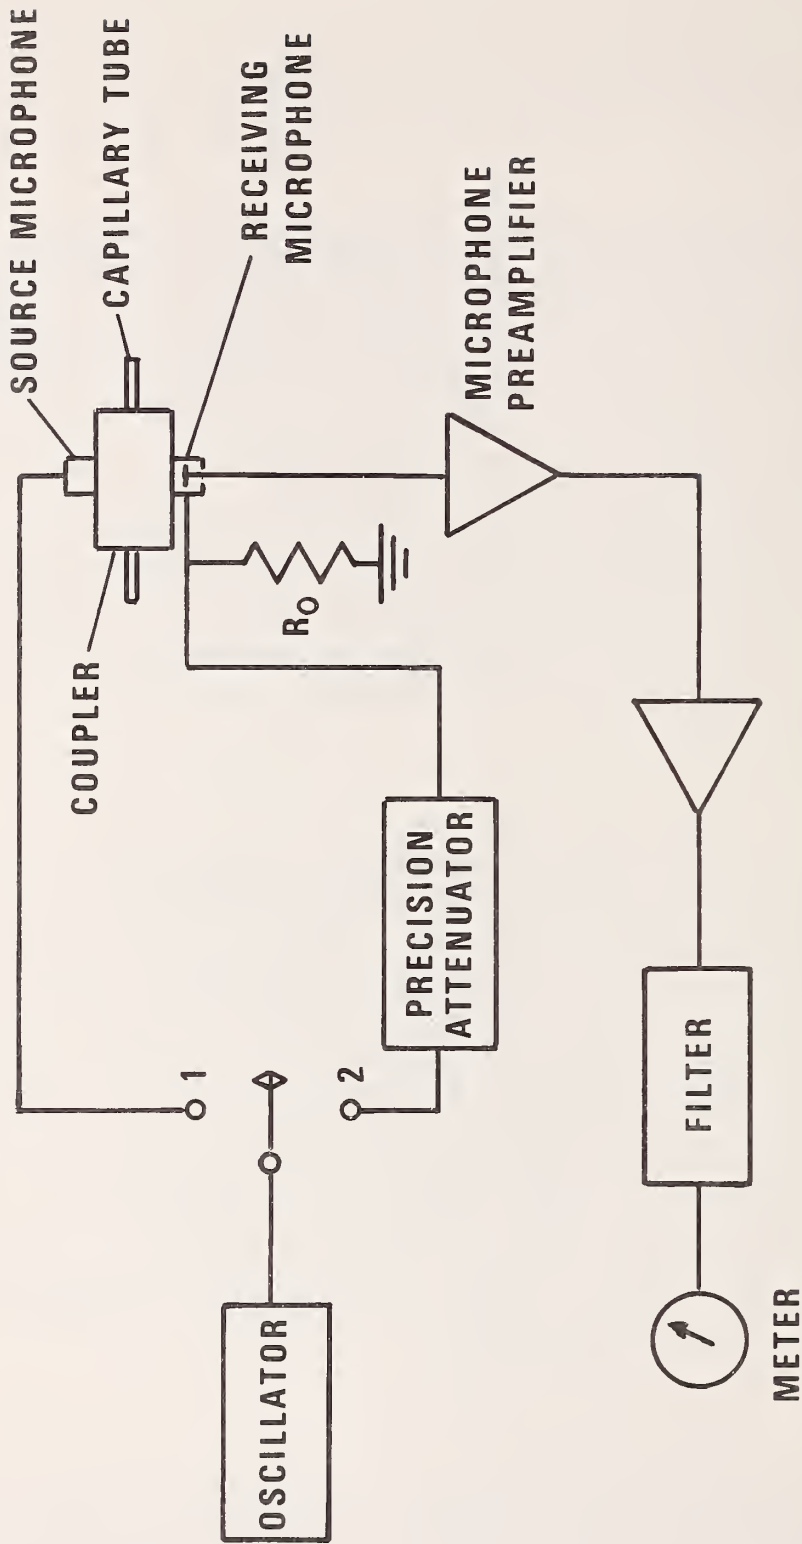 SOURCE MICROPHONE
CAPILLARY TUBE
RECEIVING
MICROPHONE
COUPLER
R0
MICROPHONE
PREAMPLIFIER
1
2
PRECISION
ATTENUATOR
OSCILLATOR
FILTER
METER